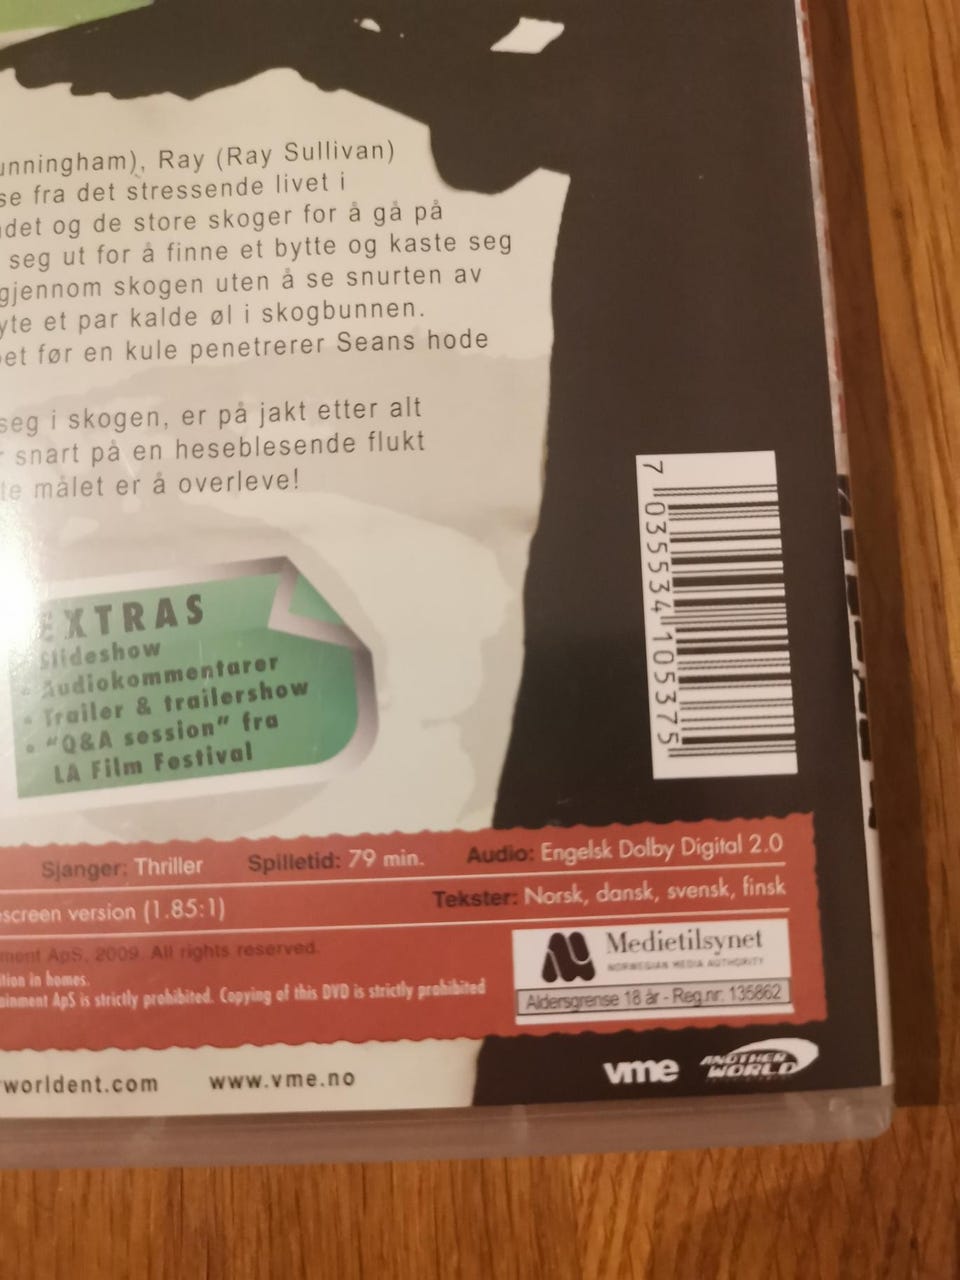 unningham), Ray (Ray Sullivan)
se fra det stressende livet i
det og de store skoger for å gå på
seg ut for å finne et bytte og kaste seg
gjennom skogen uten å se snurten av
yte et par kalde øl i skogbunnen.
et før en kule penetrerer Seans hode
seg i skogen, er på jakt etter alt
snart på en heseblesende flukt
te målet er å overleve!
7 035534 105375
EXTRAS
Slideshow
• Audiokommentarer
• Trailer & trailershow
• "Q&A session" fra
LA Film Festival
Sjanger: Thriller Spilletid: 79 min. Audio: Engelsk Dolby Digital 2.0
screen version (1.85:1) Tekster: Norsk, dansk, svensk, finsk
ment ApS, 2009. All rights reserved.
ition in homes.
ainment ApS is strictly prohibited. Copying of this DVD is strictly prohibited
Medietilsynet
NORWEGIAN MEDIA AUTHORITY
Aldersgrense 18 år - Reg.nr: 135862
worldent.com www.vme.no
vme ANOTHER
WORLD